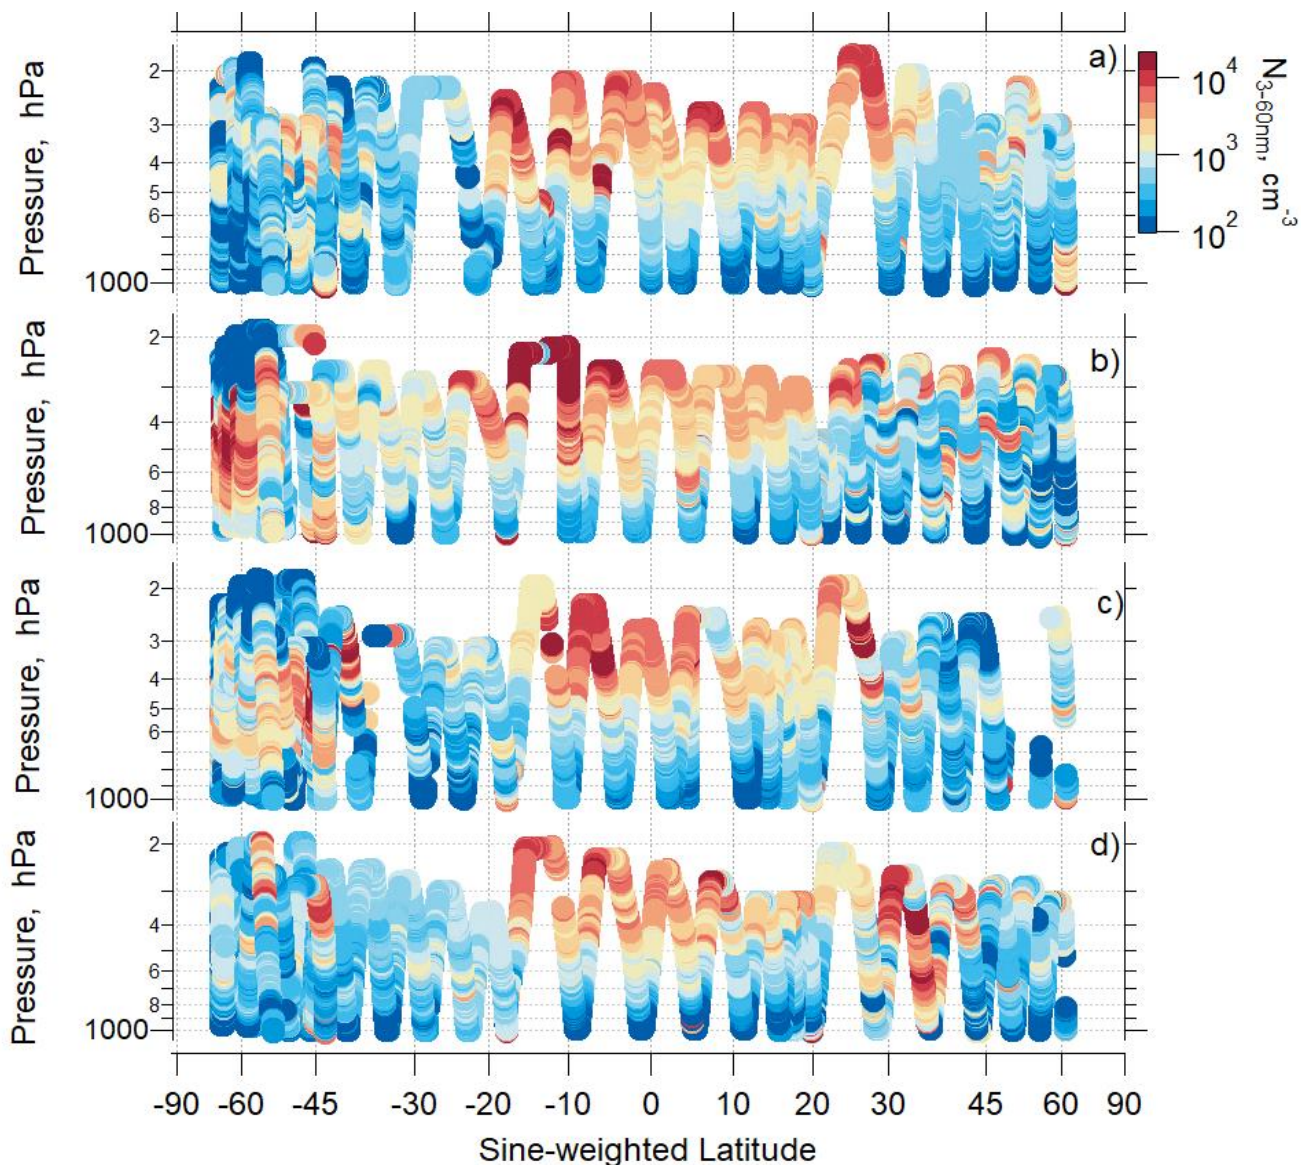 a)
Pressure, hPa
2
3
4
5
6
1000
N3-60nm, cm-3
10^4
10^3
10^2
b)
Pressure, hPa
2
4
6
8
1000
c)
Pressure, hPa
2
3
4
5
6
1000
d)
Pressure, hPa
2
4
6
8
1000
-90 -60 -45 -30 -20 -10 0 10 20 30 45 60 90
Sine-weighted Latitude